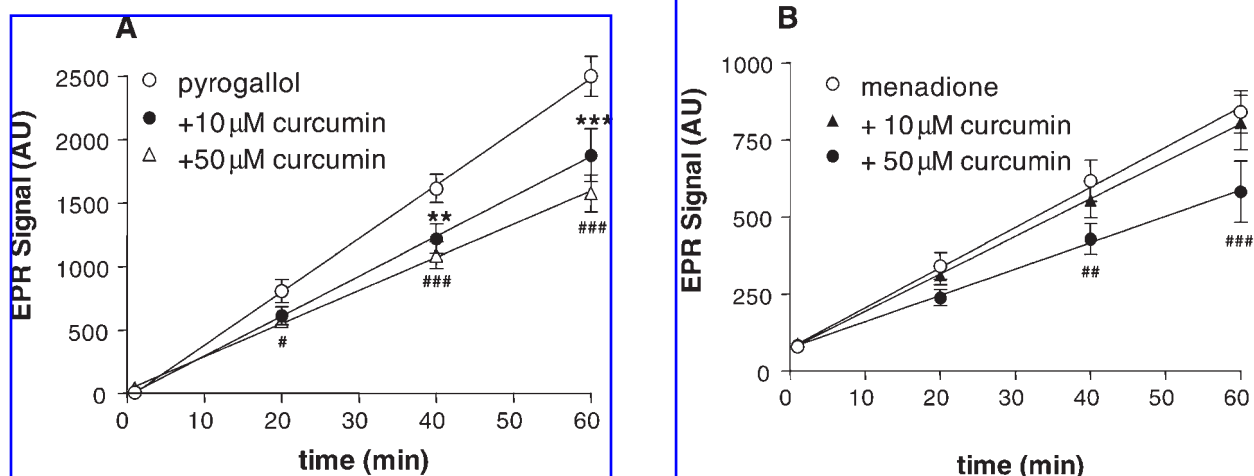 A
EPR Signal (AU)
2500
2000
1500
1000
500
0
pyrogallol
+10 µM curcumin
+50 µM curcumin
***
**
###
###
#
0 10 20 30 40 50 60
time (min)
B
EPR Signal (AU)
1000
750
500
250
0
menadione
+ 10 µM curcumin
+ 50 µM curcumin
###
##
0 10 20 30 40 50 60
time (min)